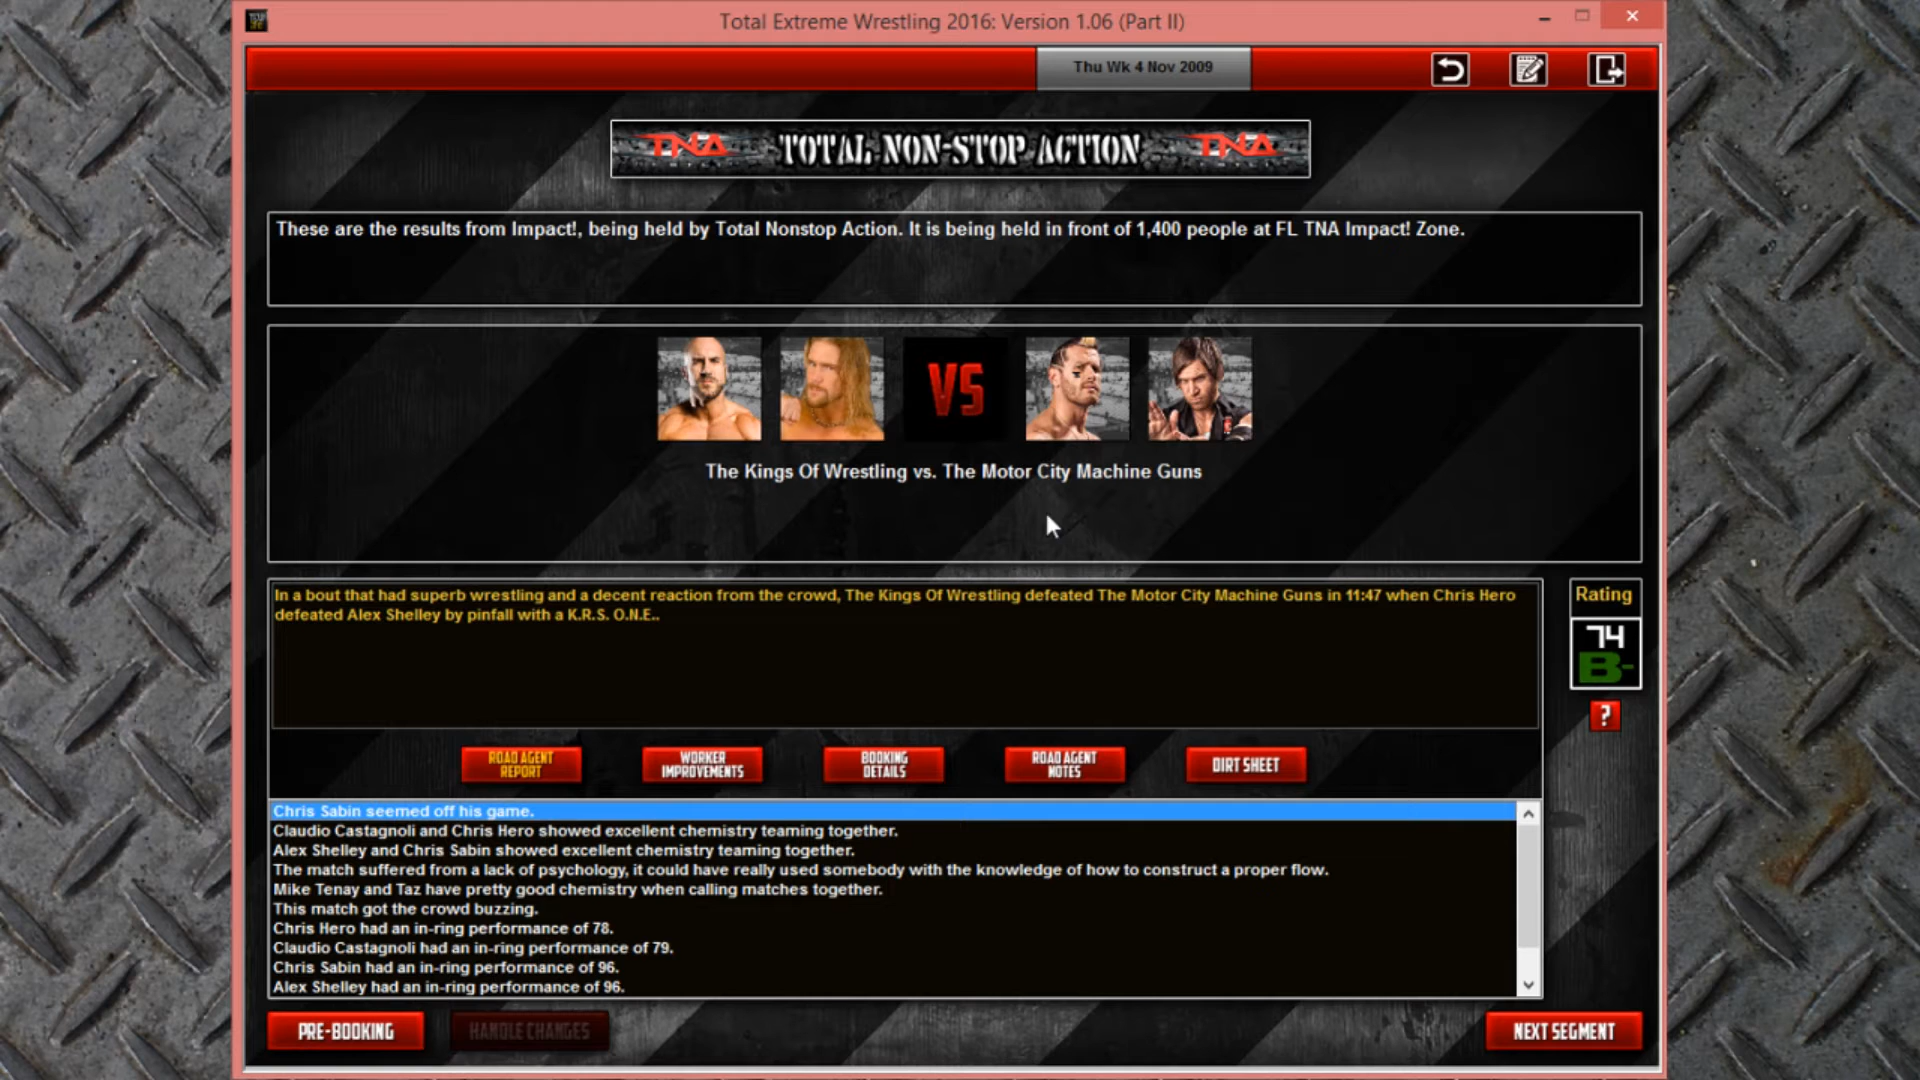 Total Extreme Wrestling 2016: Version 1.06 (Part II)
Thu Wk 4 Nov 2009
TNA TOTAL NON-STOP ACTION TNA
These are the results from Impact!, being held by Total Nonstop Action. It is being held in front of 1,400 people at FL TNA Impact! Zone.
VS
The Kings Of Wrestling vs. The Motor City Machine Guns
In a bout that had superb wrestling and a decent reaction from the crowd, The Kings Of Wrestling defeated The Motor City Machine Guns in 11:47 when Chris Hero
defeated Alex Shelley by pinfall with a K.R.S. O.N.E..
Rating
74
B-
?
ROAD AGENT
REPORT
WORKER
IMPROVEMENTS
BOOKING
DETAILS
ROAD AGENT
NOTES
DIRT SHEET
Chris Sabin seemed off his game.
Claudio Castagnoli and Chris Hero showed excellent chemistry teaming together.
Alex Shelley and Chris Sabin showed excellent chemistry teaming together.
The match suffered from a lack of psychology, it could have really used somebody with the knowledge of how to construct a proper flow.
Mike Tenay and Taz have pretty good chemistry when calling matches together.
This match got the crowd buzzing.
Chris Hero had an in-ring performance of 78.
Claudio Castagnoli had an in-ring performance of 79.
Chris Sabin had an in-ring performance of 96.
Alex Shelley had an in-ring performance of 96.
PRE-BOOKING
HANDLE CHANGES
NEXT SEGMENT